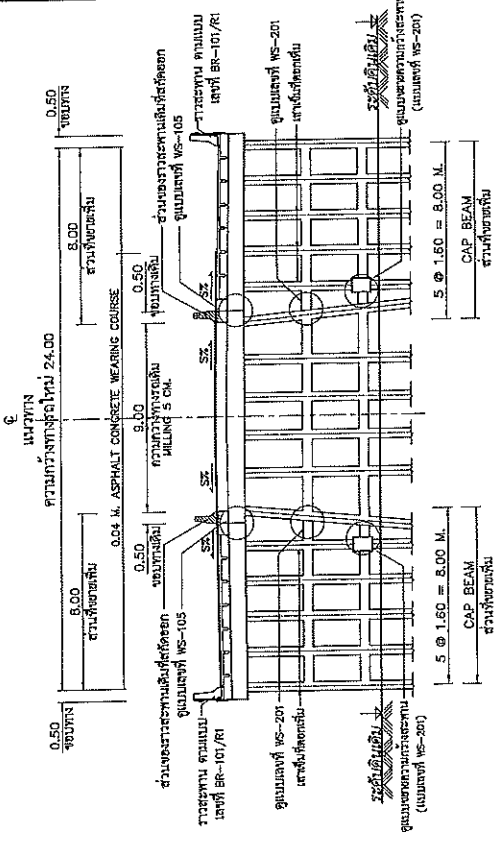 ℄
แนวทาง
ความกว้างทางรถใหม่ 24.00
0.50
ขอบทาง
8.00
ส่วนที่ขยายเพิ่ม
8.00
ส่วนที่ขยายเพิ่ม
0.50
ขอบทาง
0.04 M. ASPHALT CONCRETE WEARING COURSE
0.50
ขอบทางเดิม
9.00
ความกว้างทางรถเดิม
MILLING 5 CM.
0.50
ขอบทางเดิม
ส่วนของราวสะพานเดิมที่สกัดออก
ดูแบบเลขที่ WS-105
ส่วนของราวสะพานเดิมที่สกัดออก
ดูแบบเลขที่ WS-105
ราวสะพาน ตามแบบ
เลขที่ BR-101/R1
ราวสะพาน ตามแบบ
เลขที่ BR-101/R1
S%
S%
S%
S%
ดูแบบเลขที่ WS-201
เสาเข็มที่ตอกเพิ่ม
ดูแบบเลขที่ WS-201
เสาเข็มที่ตอกเพิ่ม
ระดับดินเดิม
ระดับดินเดิม
ดูแบบขยายความกว้างสะพาน
(แบบเลขที่ WS-201)
ดูแบบขยายความกว้างสะพาน
(แบบเลขที่ WS-201)
5 @ 1.60 = 8.00 M.
CAP BEAM
ส่วนที่ขยายเพิ่ม
5 @ 1.60 = 8.00 M.
CAP BEAM
ส่วนที่ขยายเพิ่ม